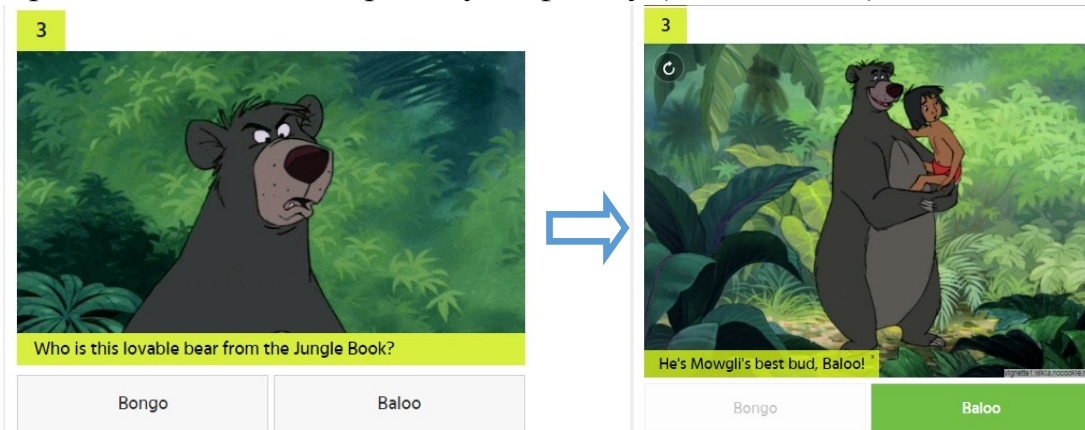 3
Who is this lovable bear from the Jungle Book?
Bongo
Baloo
3
He's Mowgli's best bud, Baloo!
Bongo
Baloo